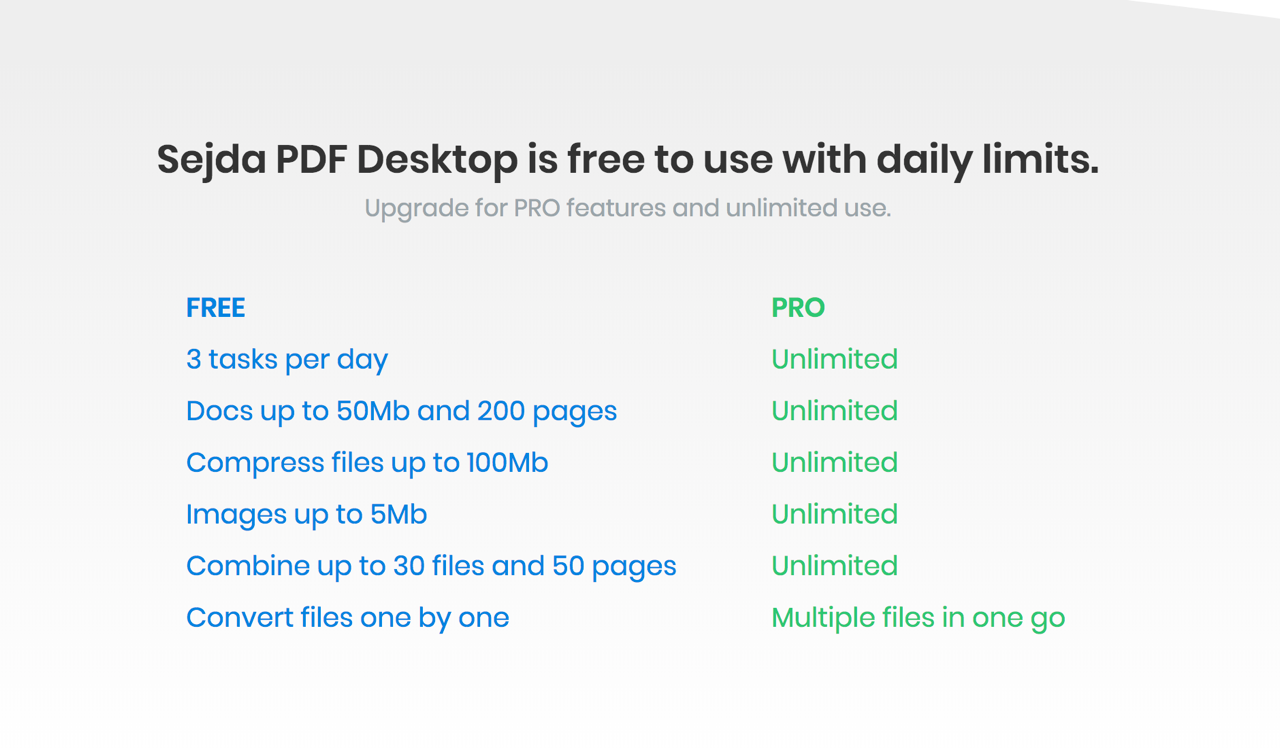 Sejda PDF Desktop is free to use with daily limits.
Upgrade for PRO features and unlimited use.
FREE PRO
3 tasks per day Unlimited
Docs up to 50Mb and 200 pages Unlimited
Compress files up to 100Mb Unlimited
Images up to 5Mb Unlimited
Combine up to 30 files and 50 pages Unlimited
Convert files one by one Multiple files in one go